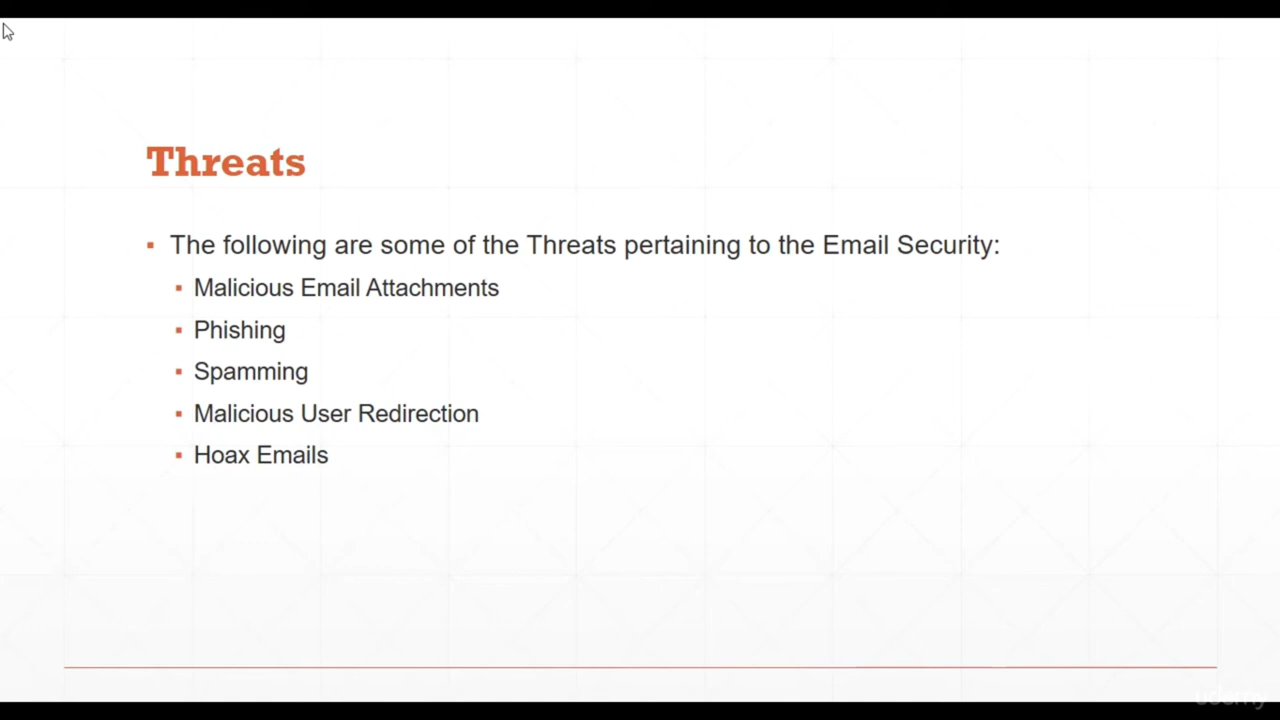 Threats
▪ The following are some of the Threats pertaining to the Email Security:
▪ Malicious Email Attachments
▪ Phishing
▪ Spamming
▪ Malicious User Redirection
▪ Hoax Emails
udemy